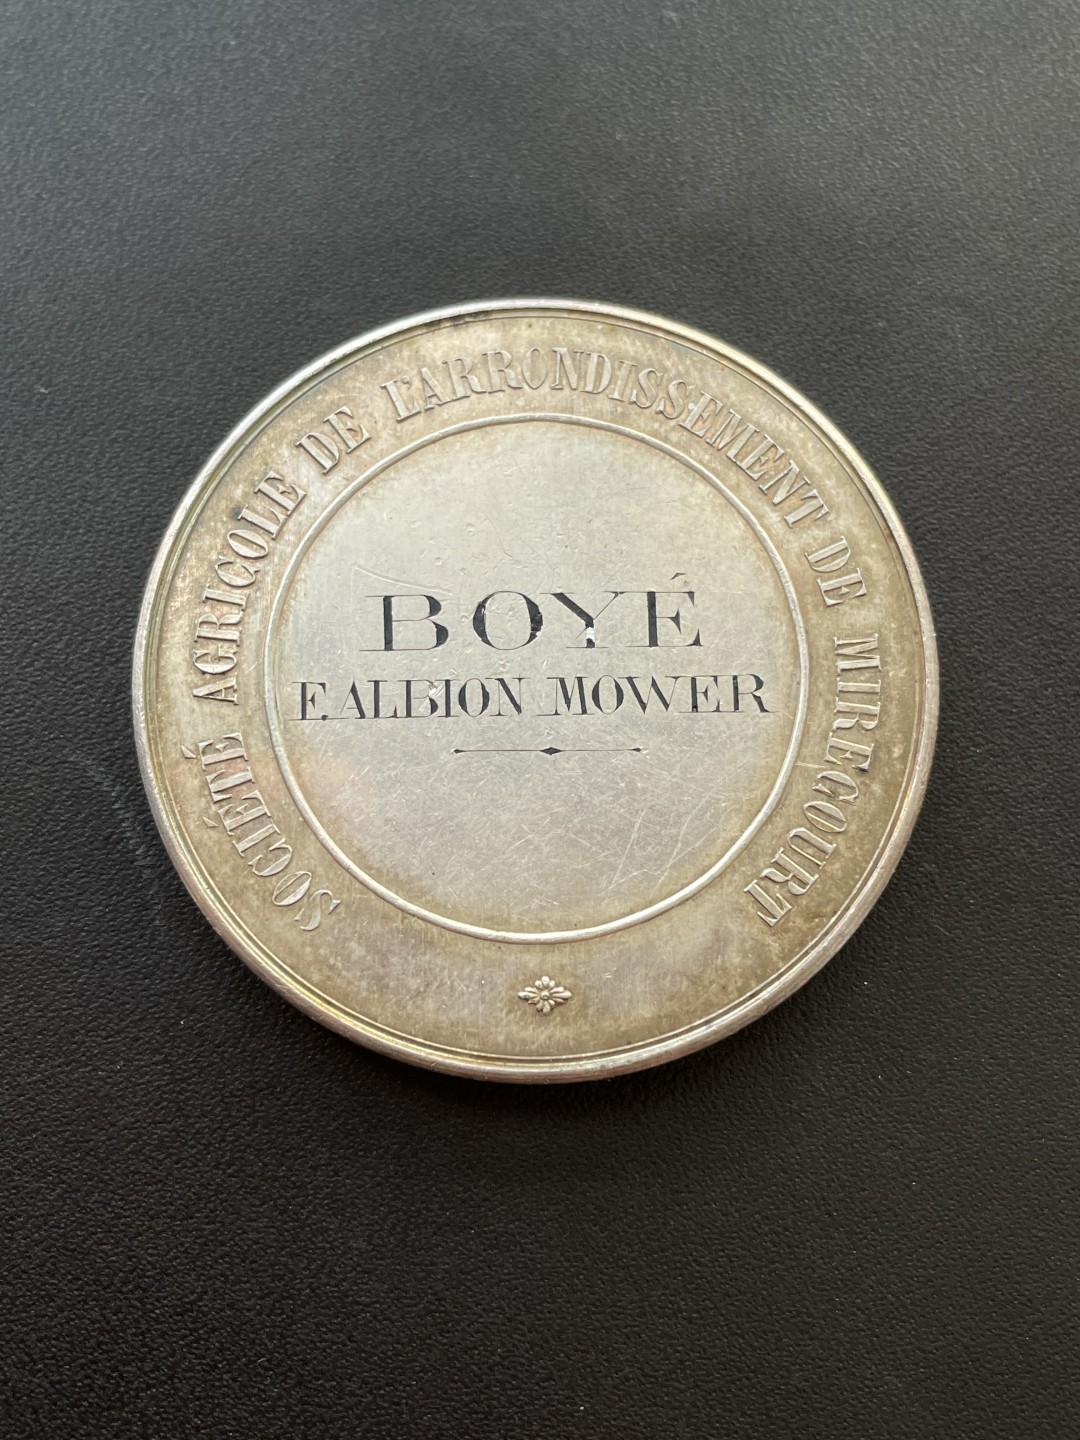 SOCIÉTÉ AGRICOLE DE L'ARRONDISSEMENT DE MIRECOURT
BOYÉ
F. ALBION MOWER